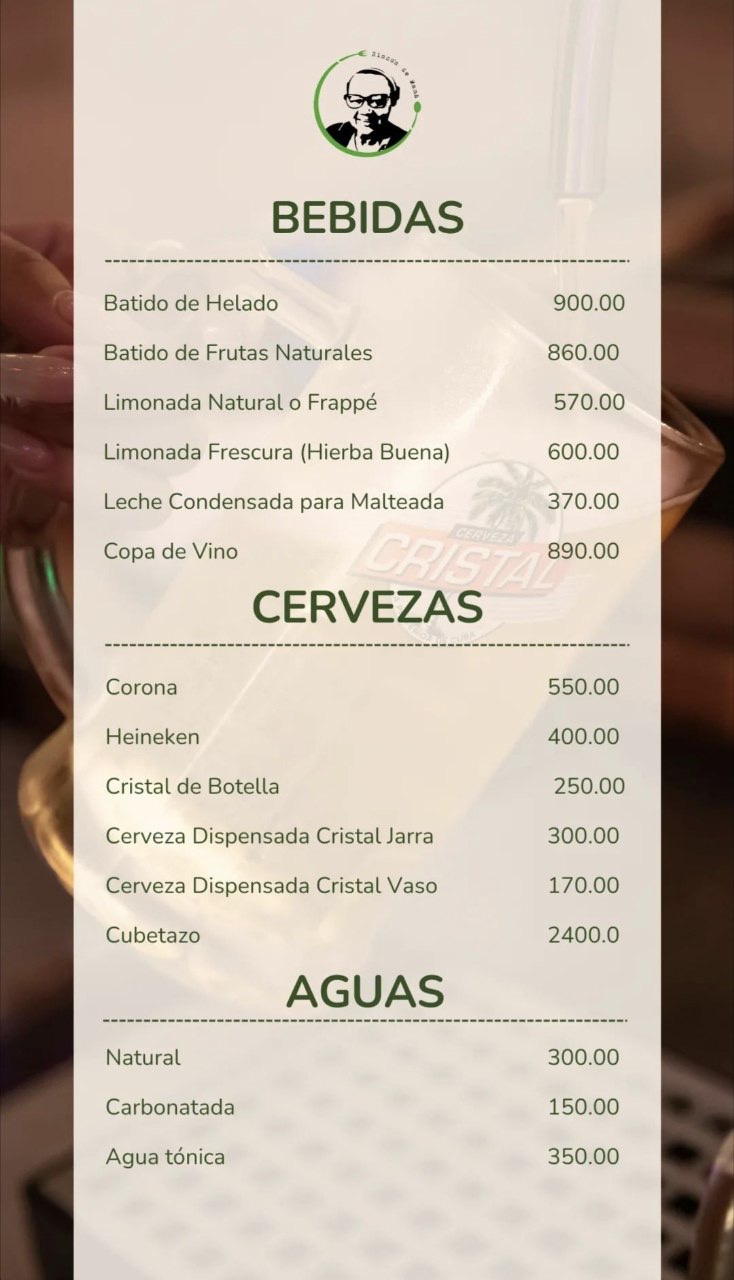 Rincón de Mamá
BEBIDAS
Batido de Helado 900.00
Batido de Frutas Naturales 860.00
Limonada Natural o Frappé 570.00
Limonada Frescura (Hierba Buena) 600.00
Leche Condensada para Malteada 370.00
Copa de Vino 890.00
CERVEZA
CRISTAL
CERVEZAS
Corona 550.00
Heineken 400.00
Cristal de Botella 250.00
Cerveza Dispensada Cristal Jarra 300.00
Cerveza Dispensada Cristal Vaso 170.00
Cubetazo 2400.0
AGUAS
Natural 300.00
Carbonatada 150.00
Agua tónica 350.00